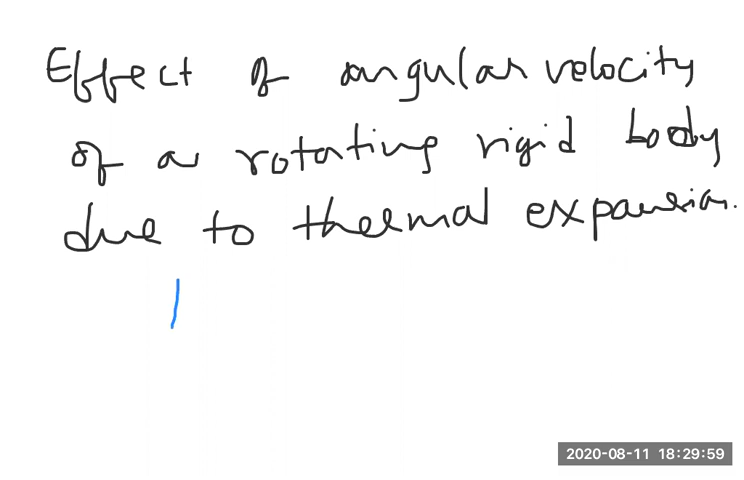 Effect of angular velocity
of a rotating rigid body
due to thermal expansion.
2020-08-11 18:29:59